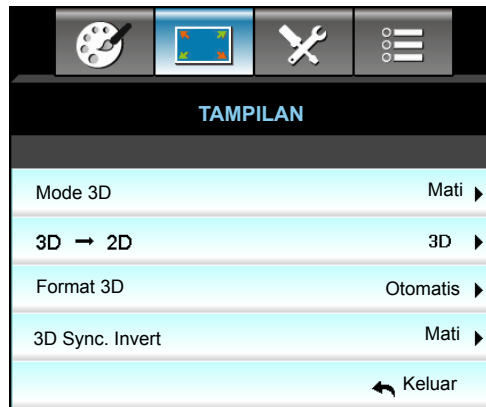 TAMPILAN
Mode 3D Mati
3D → 2D 3D
Format 3D Otomatis
3D Sync. Invert Mati
Keluar